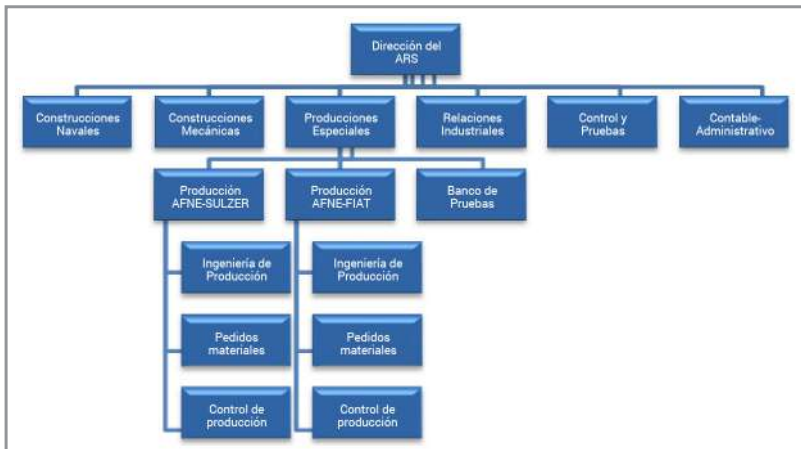 Dirección del
ARS
Construcciones
Navales
Construcciones
Mecánicas
Producciones
Especiales
Relaciones
Industriales
Control y
Pruebas
Contable-
Administrativo
Producción
AFNE-SULZER
Producción
AFNE-FIAT
Banco de
Pruebas
Ingeniería de
Producción
Ingeniería de
Producción
Pedidos
materiales
Pedidos
materiales
Control de
producción
Control de
producción